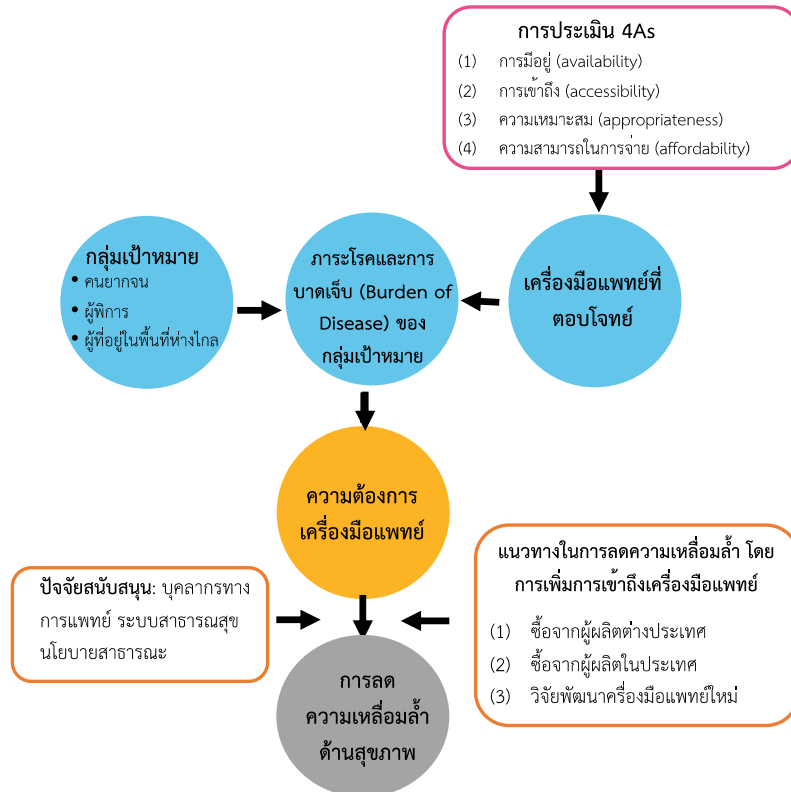 การประเมิน 4As
(1) การมีอยู่ (availability)
(2) การเข้าถึง (accessibility)
(3) ความเหมาะสม (appropriateness)
(4) ความสามารถในการจ่าย (affordability)
กลุ่มเป้าหมาย
• คนยากจน
• ผู้พิการ
• ผู้ที่อยู่ในพื้นที่ห่างไกล
ภาระโรคและการ
บาดเจ็บ (Burden of
Disease) ของ
กลุ่มเป้าหมาย
เครื่องมือแพทย์ที่
ตอบโจทย์
ความต้องการ
เครื่องมือแพทย์
ปัจจัยสนับสนุน: บุคลากรทาง
การแพทย์ ระบบสาธารณสุข
นโยบายสาธารณะ
แนวทางในการลดความเหลื่อมล้ำ โดย
การเพิ่มการเข้าถึงเครื่องมือแพทย์
(1) ซื้อจากผู้ผลิตต่างประเทศ
(2) ซื้อจากผู้ผลิตในประเทศ
(3) วิจัยพัฒนาเครื่องมือแพทย์ใหม่
การลด
ความเหลื่อมล้ำ
ด้านสุขภาพ